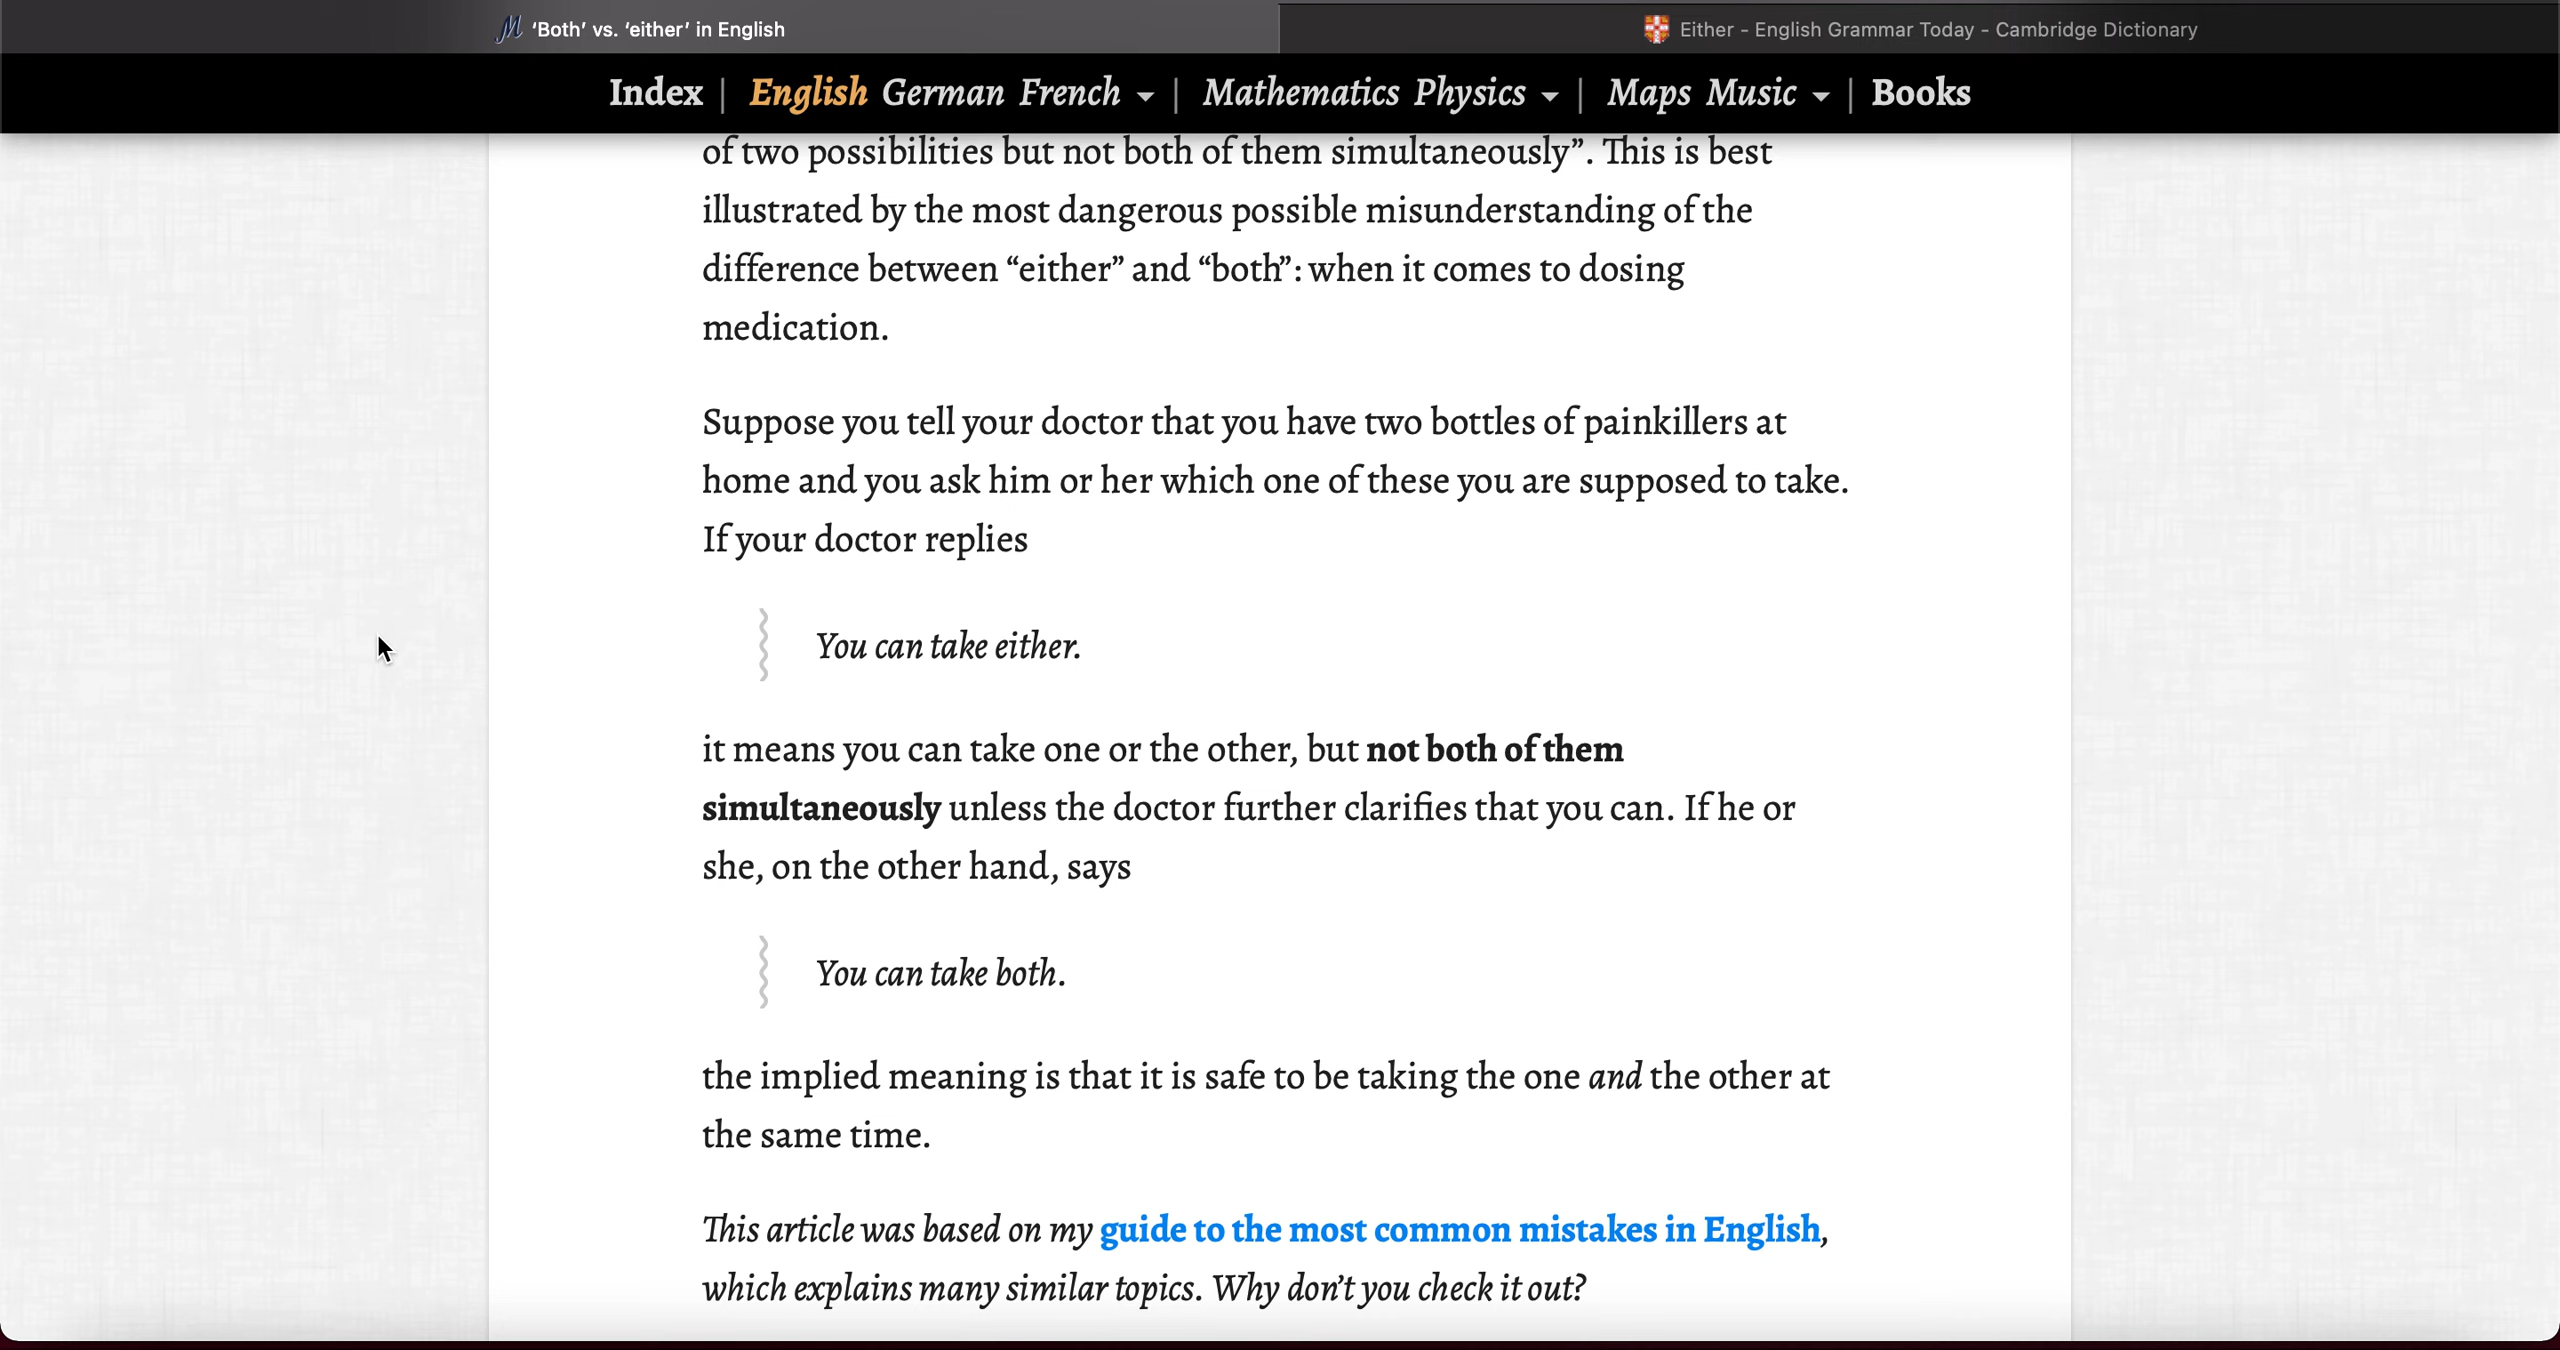 ‘Both’ vs. ‘either’ in English
Either - English Grammar Today - Cambridge Dictionary
Index | English German French | Mathematics Physics | Maps Music | Books
of two possibilities but not both of them simultaneously”. This is best
illustrated by the most dangerous possible misunderstanding of the
difference between “either” and “both”: when it comes to dosing
medication.
Suppose you tell your doctor that you have two bottles of painkillers at
home and you ask him or her which one of these you are supposed to take.
If your doctor replies
You can take either.
it means you can take one or the other, but not both of them
simultaneously unless the doctor further clarifies that you can. If he or
she, on the other hand, says
You can take both.
the implied meaning is that it is safe to be taking the one and the other at
the same time.
This article was based on my guide to the most common mistakes in English,
which explains many similar topics. Why don’t you check it out?